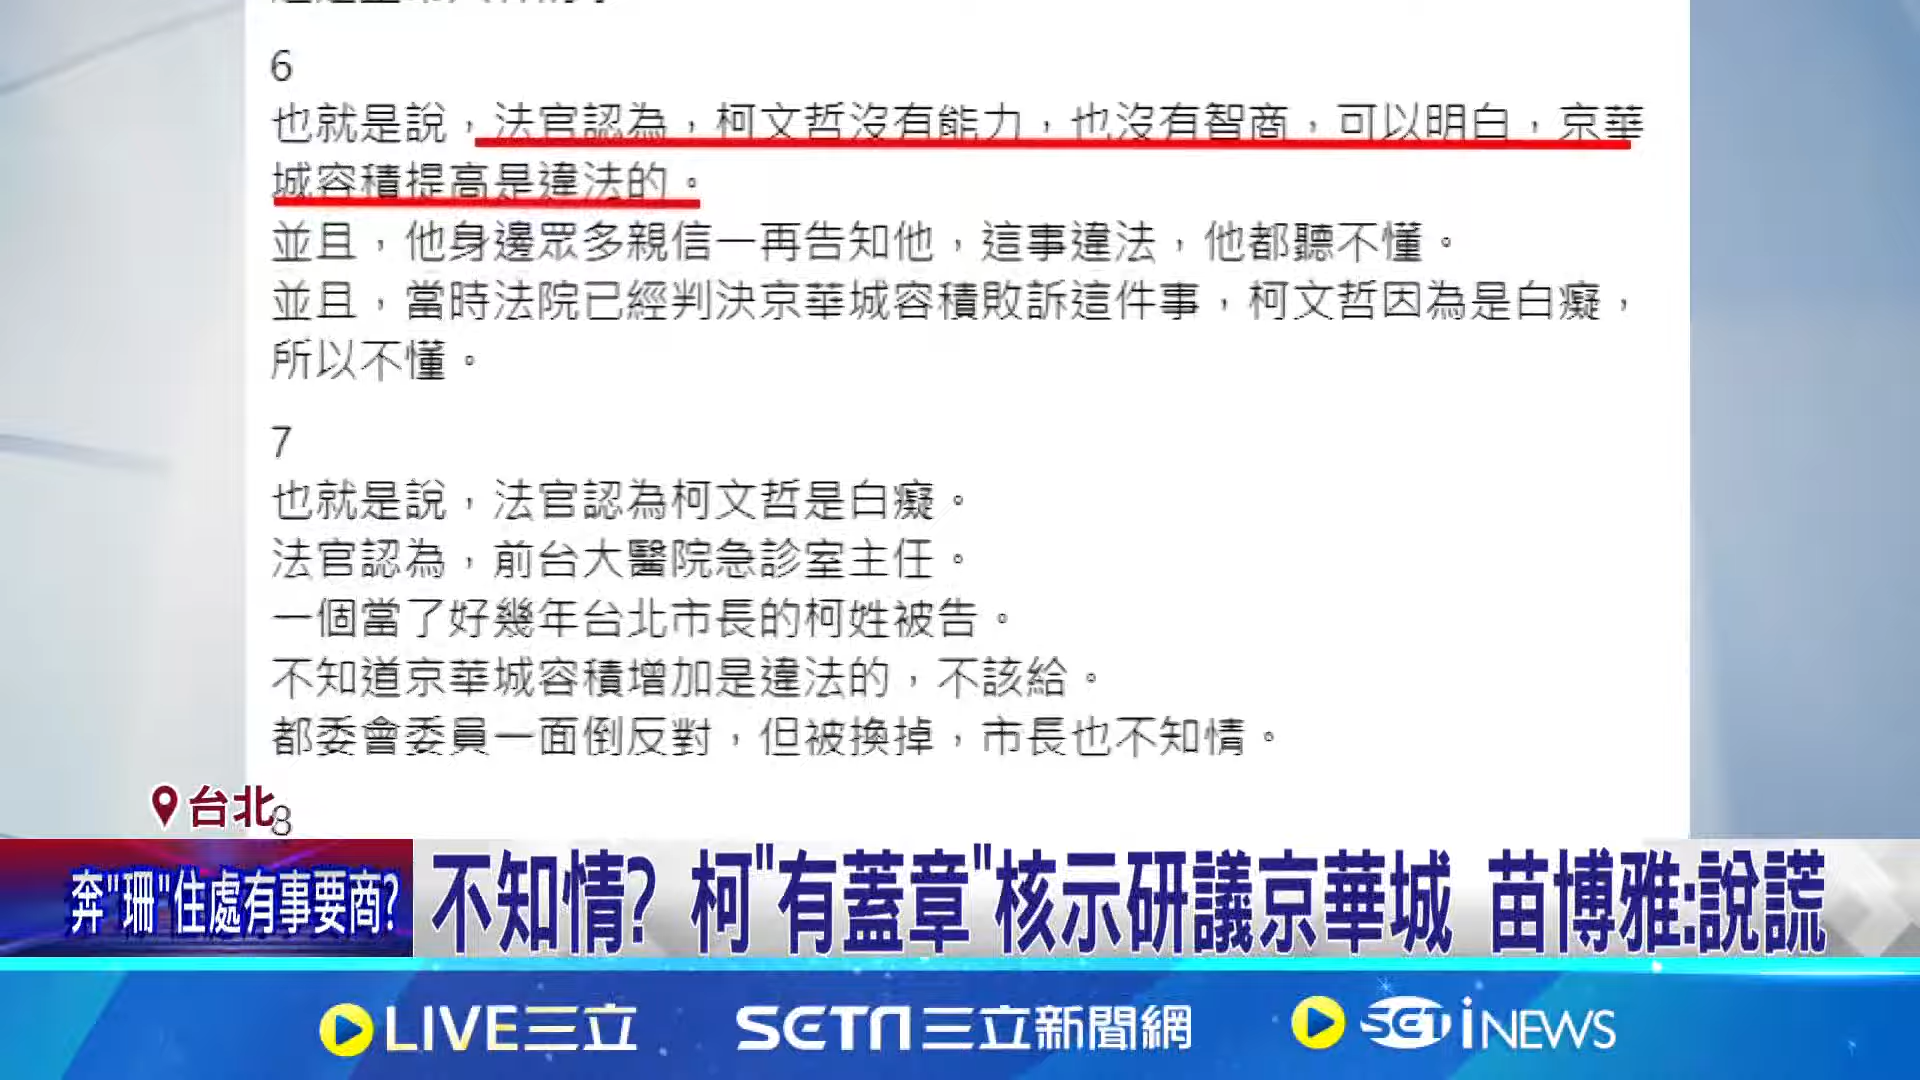 6
也就是說，法官認為，柯文哲沒有能力，也沒有智商，可以明白，京華
城容積提高是違法的。
並且，他身邊眾多親信一再告知他，這事違法，他都聽不懂。
並且，當時法院已經判決京華城容積敗訴這件事，柯文哲因為是白癡，
所以不懂。
7
也就是說，法官認為柯文哲是白癡。
法官認為，前台大醫院急診室主任。
一個當了好幾年台北市長的柯姓被告。
不知道京華城容積增加是違法的，不該給。
都委會委員一面倒反對，但被換掉，市長也不知情。
台北
8
奔"珊"住處有事要商?
不知情? 柯"有蓋章"核示研議京華城 苗博雅:說謊
LIVE三立
SETN三立新聞網
SET iNEWS